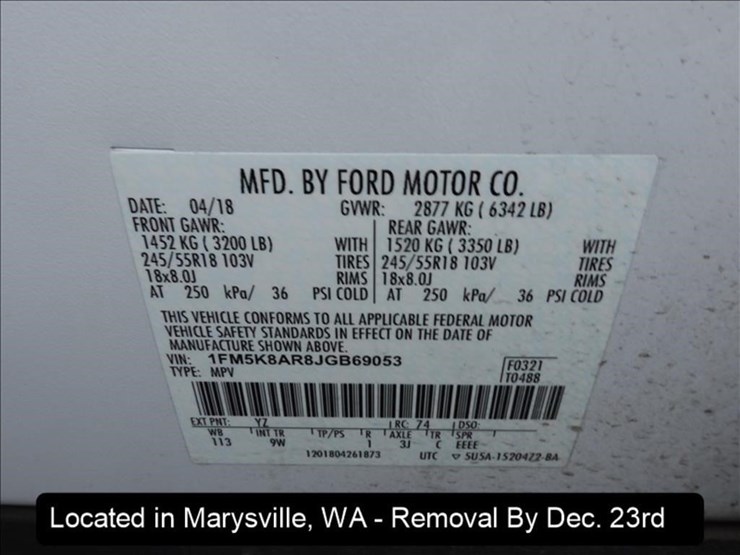 MFD. BY FORD MOTOR CO.
DATE: 04/18 GVWR: 2877 KG ( 6342 LB)
FRONT GAWR: REAR GAWR:
1452 KG ( 3200 LB) WITH 1520 KG ( 3350 LB) WITH
245/55R18 103V TIRES 245/55R18 103V TIRES
18x8.0J RIMS 18x8.0J RIMS
AT 250 kPa/ 36 PSI COLD AT 250 kPa/ 36 PSI COLD
THIS VEHICLE CONFORMS TO ALL APPLICABLE FEDERAL MOTOR
VEHICLE SAFETY STANDARDS IN EFFECT ON THE DATE OF
MANUFACTURE SHOWN ABOVE.
VIN: 1FM5K8AR8JGB69053 F0321
TYPE: MPV T0488
EXT PNT: YZ RC: 74 DSO:
WB INT TR TP/PS R AXLE TR SPR
113 9W 1 3J C EEEE
1201804261873 UTC 5U5A-1520472-BA
Located in Marysville, WA - Removal By Dec. 23rd